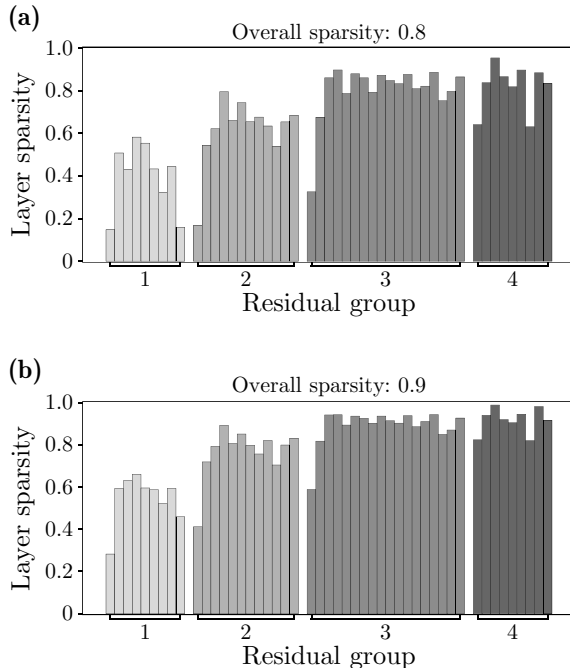 (a)
Overall sparsity: 0.8
Layer sparsity
1.0
0.8
0.6
0.4
0.2
0
1 2 3 4
Residual group
(b)
Overall sparsity: 0.9
Layer sparsity
1.0
0.8
0.6
0.4
0.2
0
1 2 3 4
Residual group